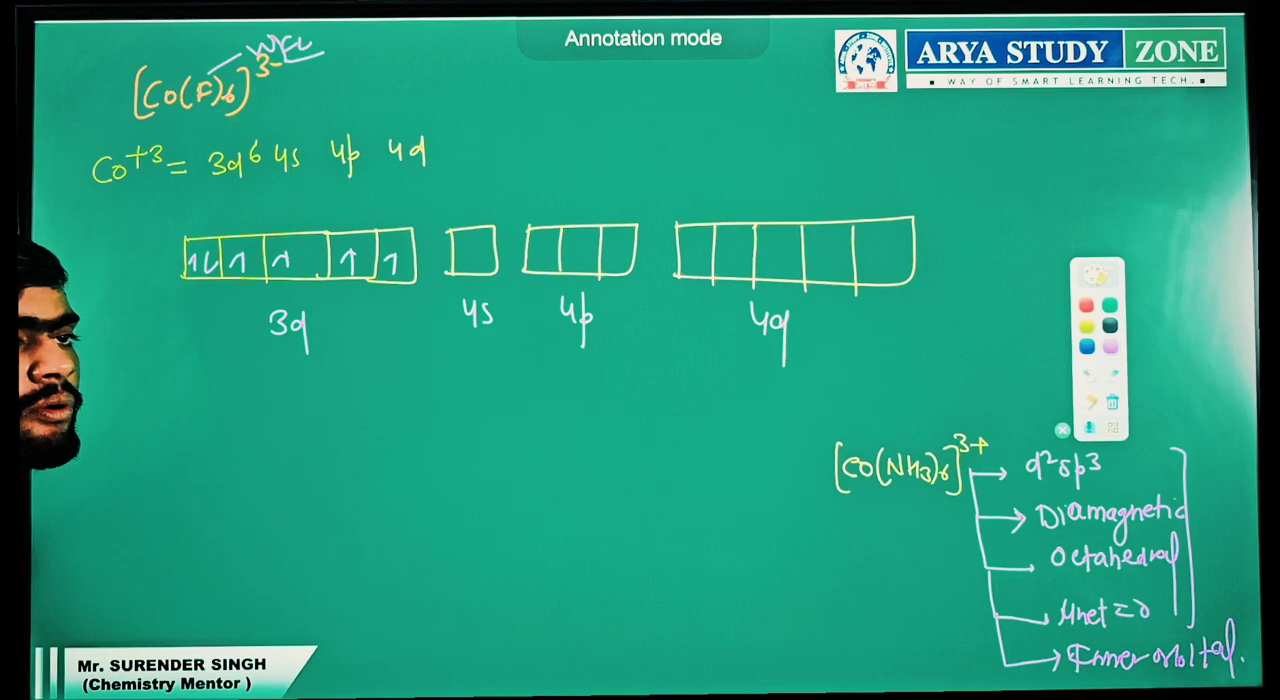 Annotation mode
ARYA STUDY ZONE
WAY OF SMART LEARNING TECH.
WFL
[Co(F)6]3-
Co+3 = 3d6 4s 4p 4d
1L 1 1 ↑ 1
3d 4s 4p 4d
[CO(NH3)6]3+
d2sp3
Diamagnetic
Octahedral
μnet = 0
Inner orbital.
Mr. SURENDER SINGH
(Chemistry Mentor )